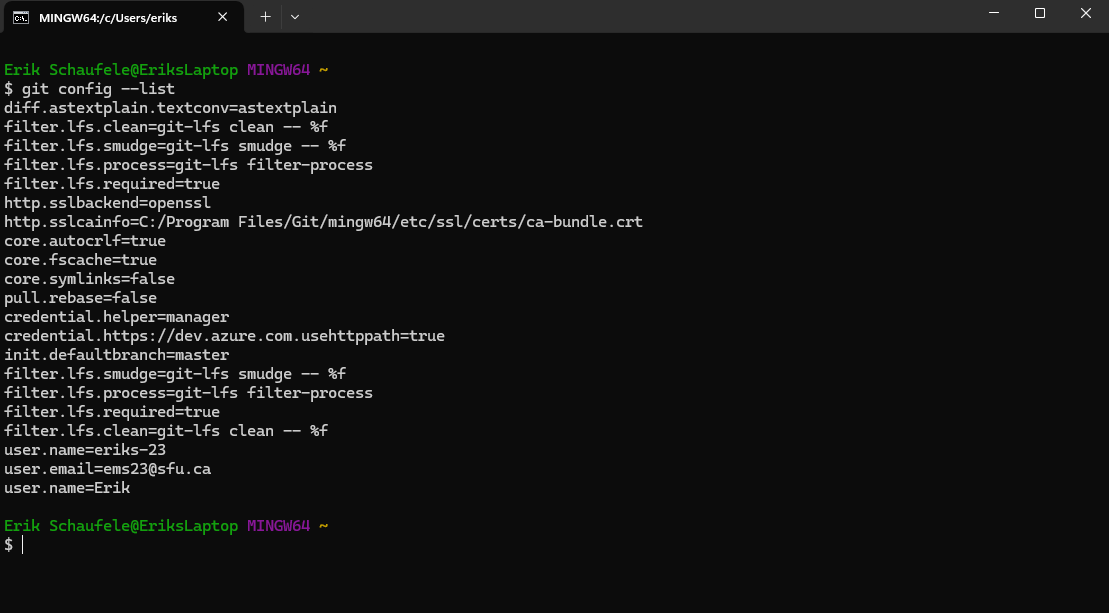 MINGW64:/c/Users/eriks
Erik Schaufele@EriksLaptop MINGW64 ~
$ git config --list
diff.astextplain.textconv=astextplain
filter.lfs.clean=git-lfs clean -- %f
filter.lfs.smudge=git-lfs smudge -- %f
filter.lfs.process=git-lfs filter-process
filter.lfs.required=true
http.sslbackend=openssl
http.sslcainfo=C:/Program Files/Git/mingw64/etc/ssl/certs/ca-bundle.crt
core.autocrlf=true
core.fscache=true
core.symlinks=false
pull.rebase=false
credential.helper=manager
credential.https://dev.azure.com.usehttppath=true
init.defaultbranch=master
filter.lfs.smudge=git-lfs smudge -- %f
filter.lfs.process=git-lfs filter-process
filter.lfs.required=true
filter.lfs.clean=git-lfs clean -- %f
user.name=eriks-23
user.email=ems23@sfu.ca
user.name=Erik
Erik Schaufele@EriksLaptop MINGW64 ~
$